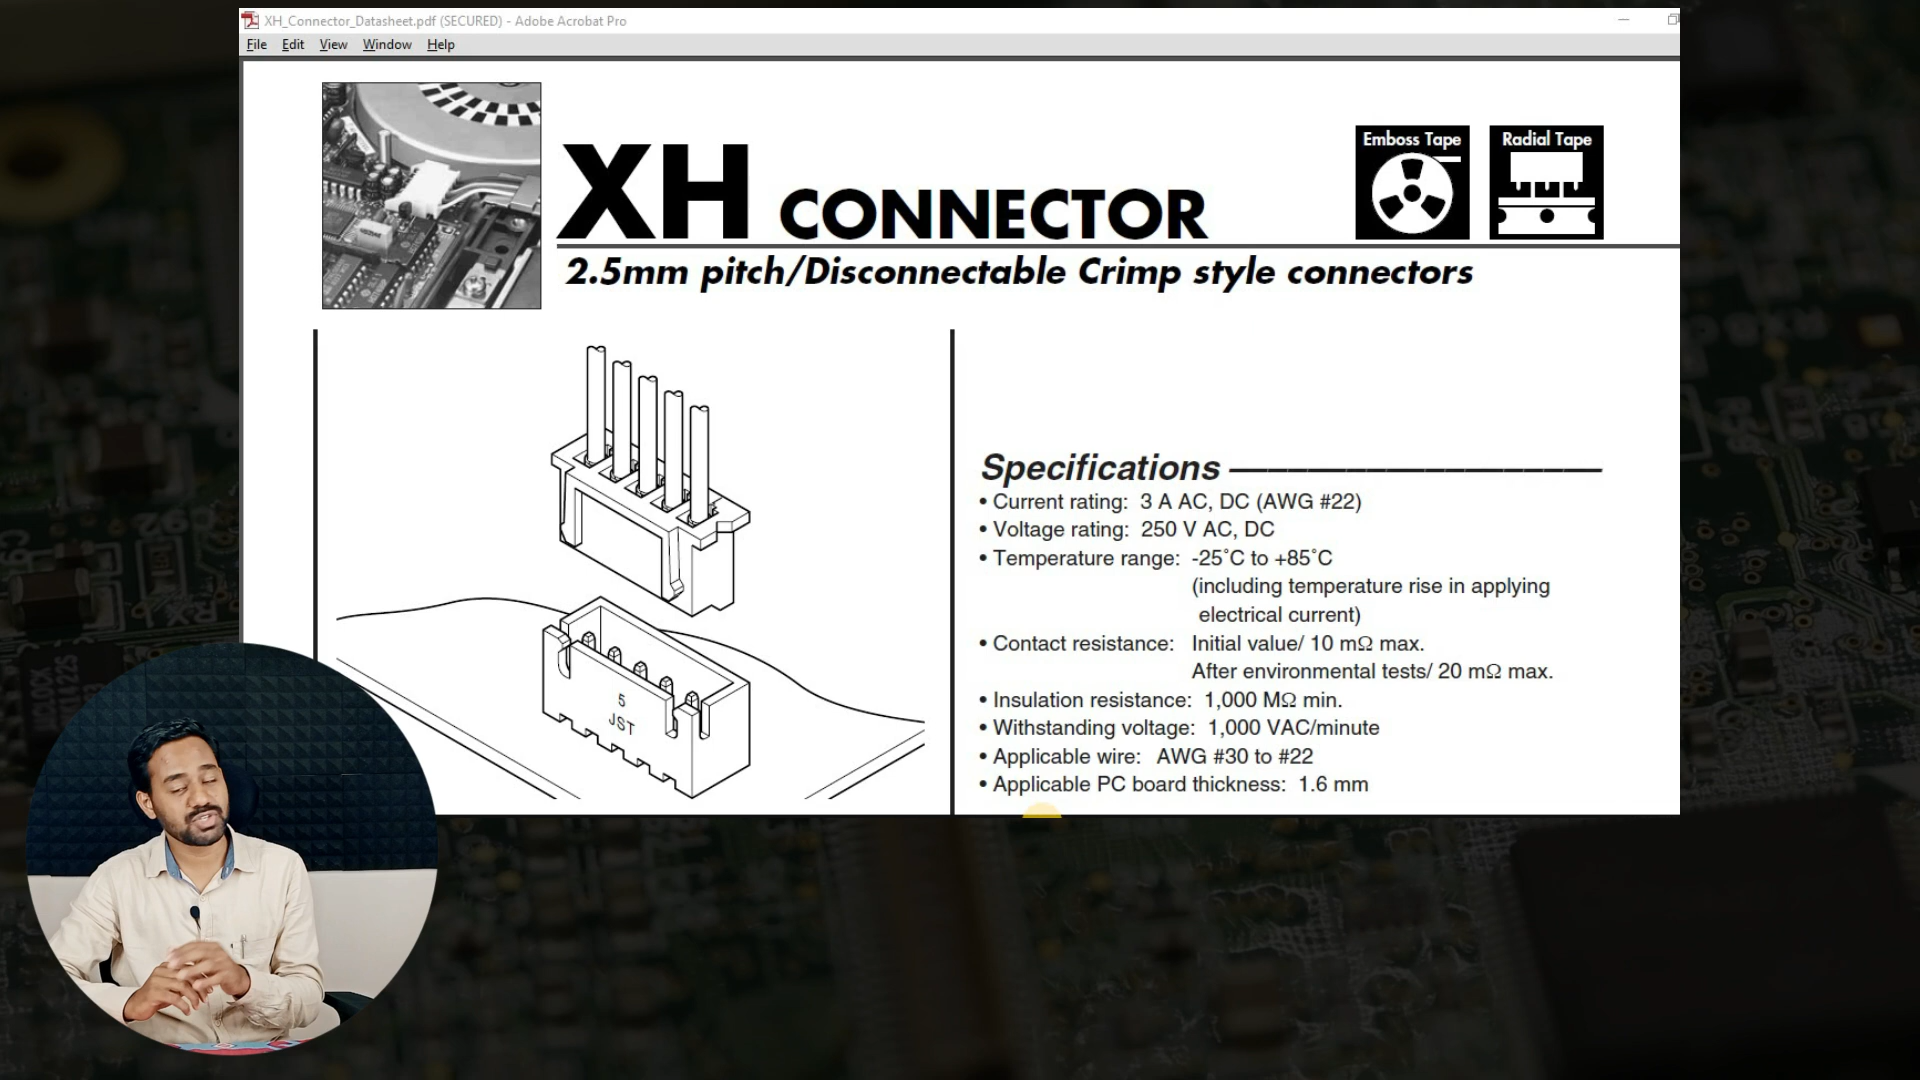 XH_Connector_Datasheet.pdf (SECURED) - Adobe Acrobat Pro
File Edit View Window Help
XH CONNECTOR
Emboss Tape
Radial Tape
2.5mm pitch/Disconnectable Crimp style connectors
5
JST
Specifications
• Current rating: 3 A AC, DC (AWG #22)
• Voltage rating: 250 V AC, DC
• Temperature range: -25˚C to +85˚C
(including temperature rise in applying
electrical current)
• Contact resistance: Initial value/ 10 mΩ max.
After environmental tests/ 20 mΩ max.
• Insulation resistance: 1,000 MΩ min.
• Withstanding voltage: 1,000 VAC/minute
• Applicable wire: AWG #30 to #22
• Applicable PC board thickness: 1.6 mm